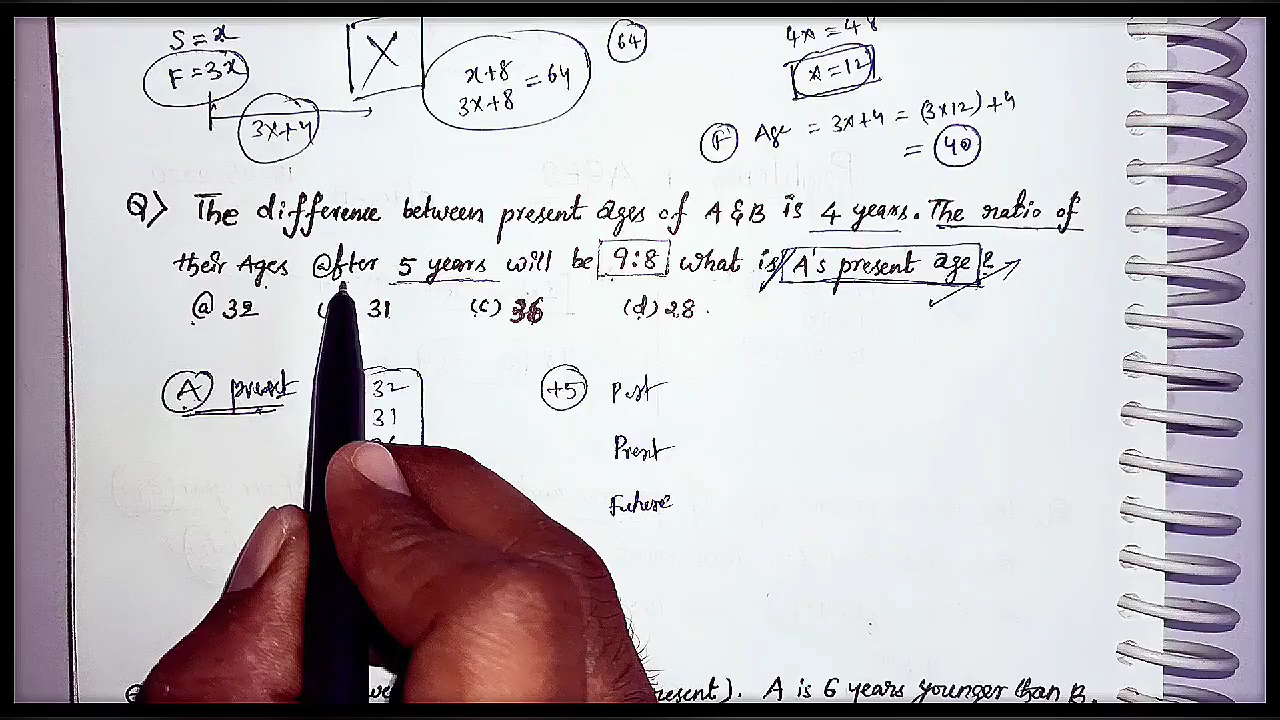 S = x
F = 3x
3x+4
X
x+8
3x+8
= 64
64
4x = 48
x = 12
(F) Age = 3x+4 = (3x12)+4
= 40
Q> The difference between present ages of A & B is 4 years. The ratio of
their Ages after 5 years will be 9:8 what is A's present age?
(a) 32 31 (c) 36 (d) 28.
A present 32
31
+5 Past
Present
Future
present). A is 6 years younger than B.